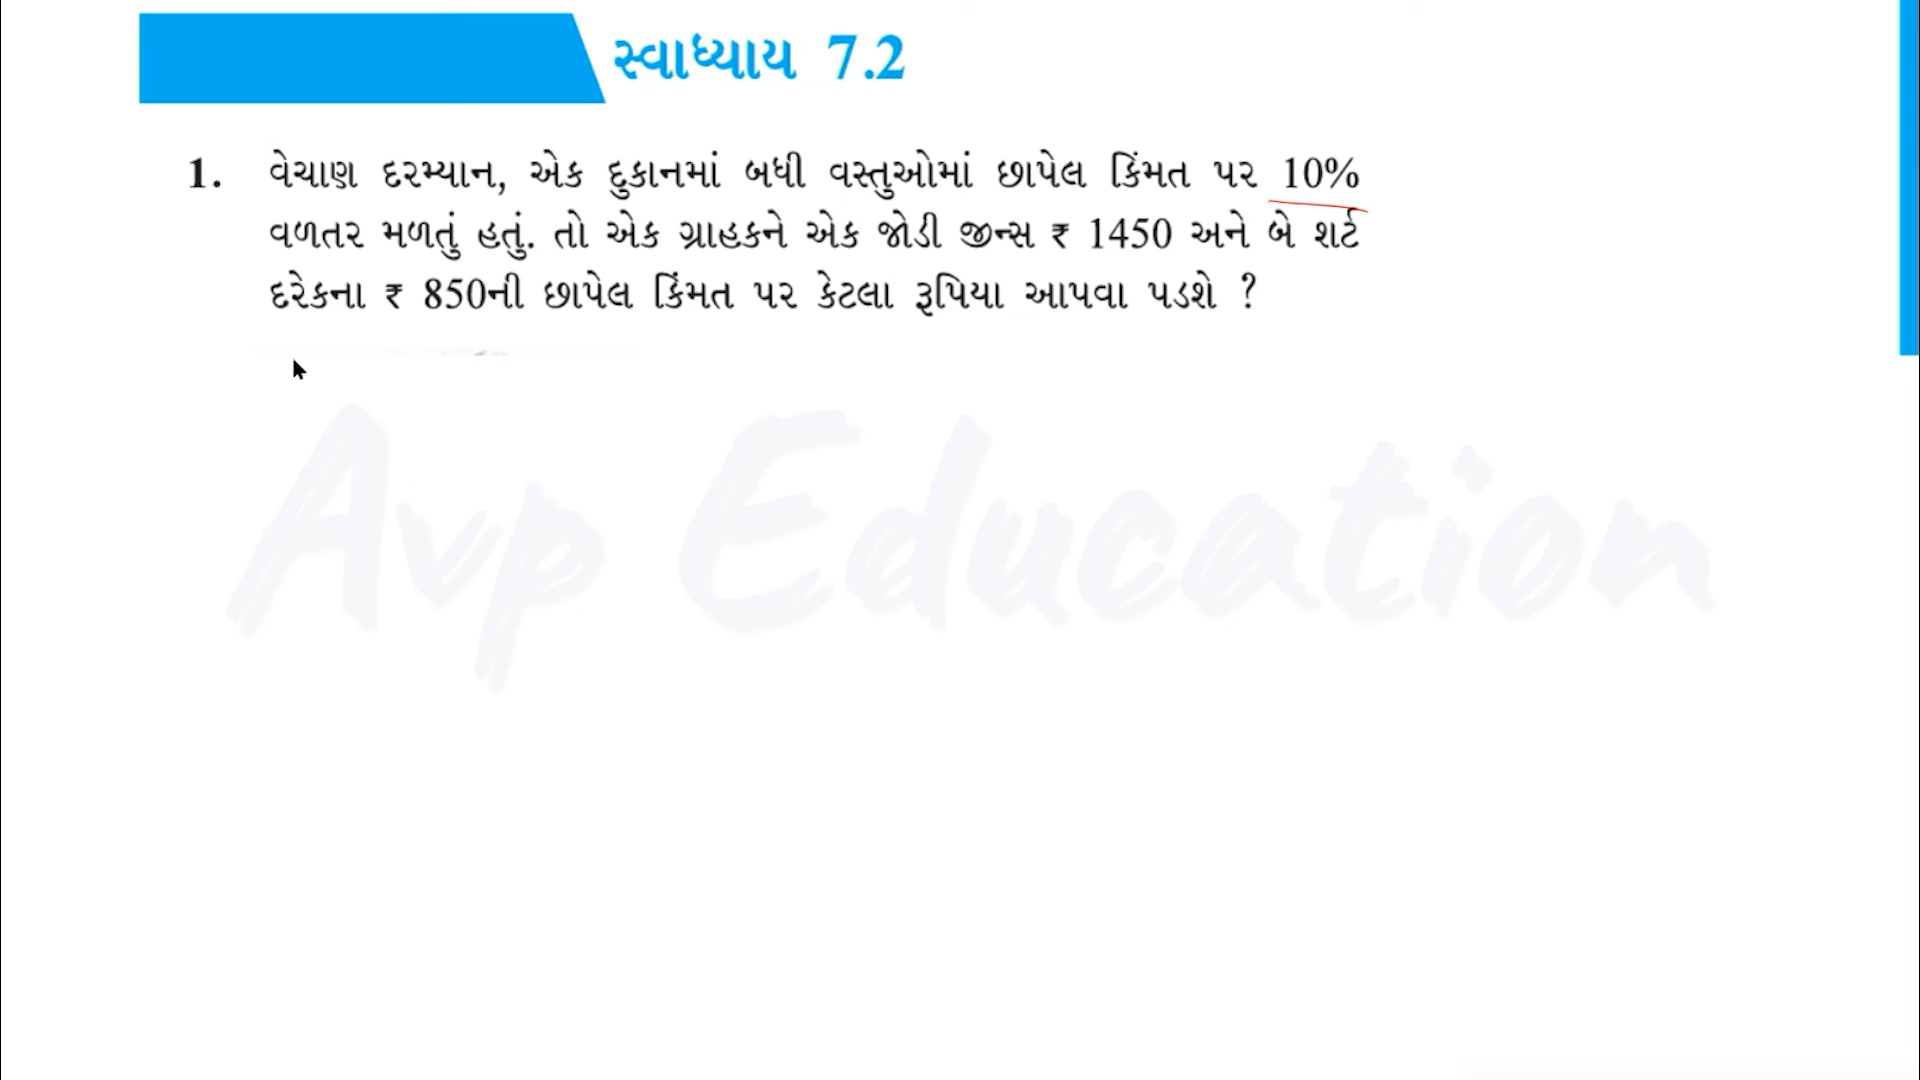 સ્વાધ્યાય 7.2
1. વેચાણ દરમ્યાન, એક દુકાનમાં બધી વસ્તુઓમાં છાપેલ કિંમત પર 10%
વળતર મળતું હતું. તો એક ગ્રાહકને એક જોડી જીન્સ ₹ 1450 અને બે શર્ટ
દરેકના ₹ 850ની છાપેલ કિંમત પર કેટલા રૂપિયા આપવા પડશે ?
Avp Education